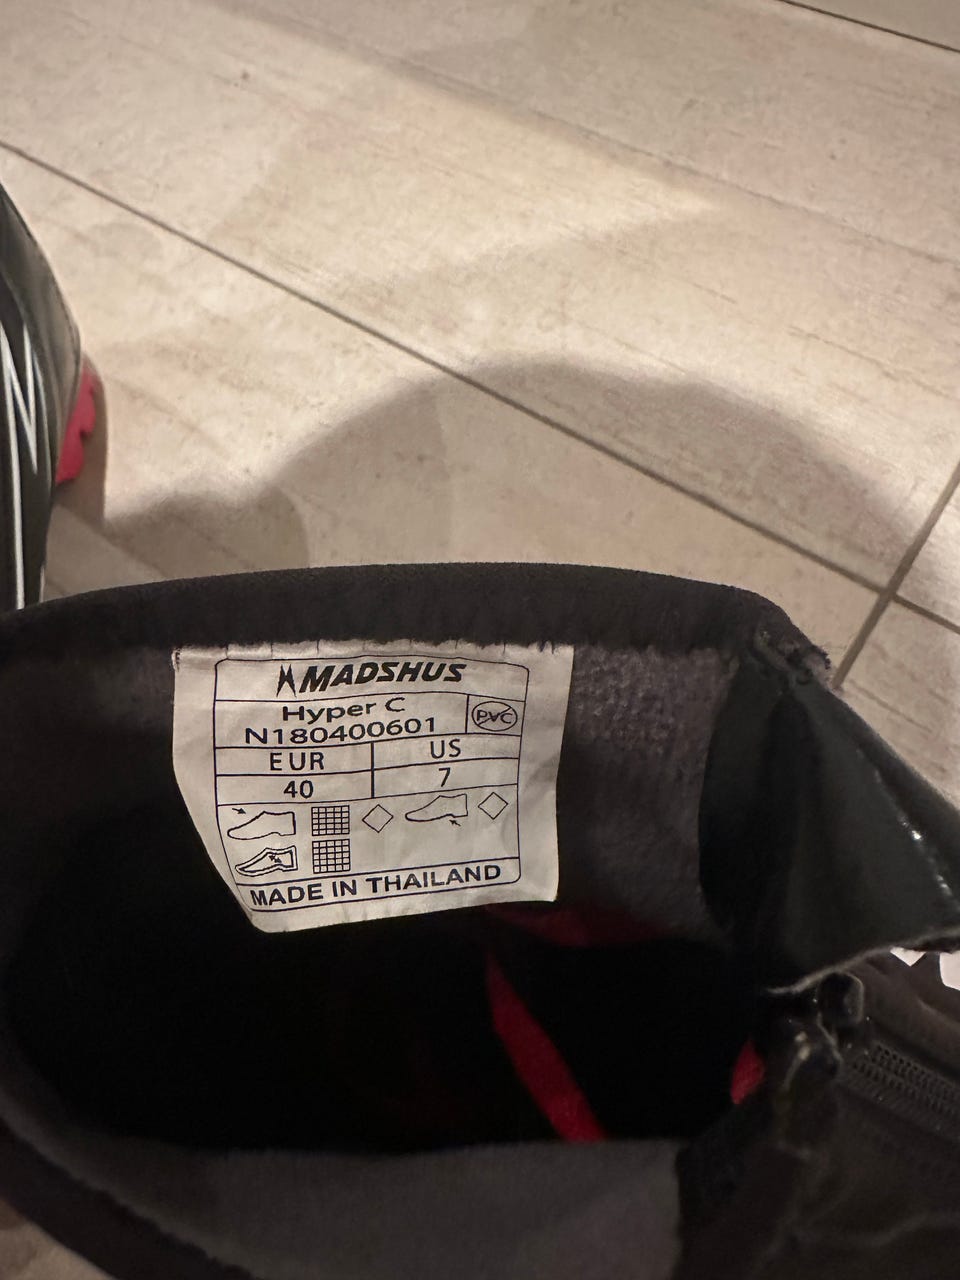 MADSHUS
Hyper C
N180400601
PVC
EUR US
40 7
MADE IN THAILAND